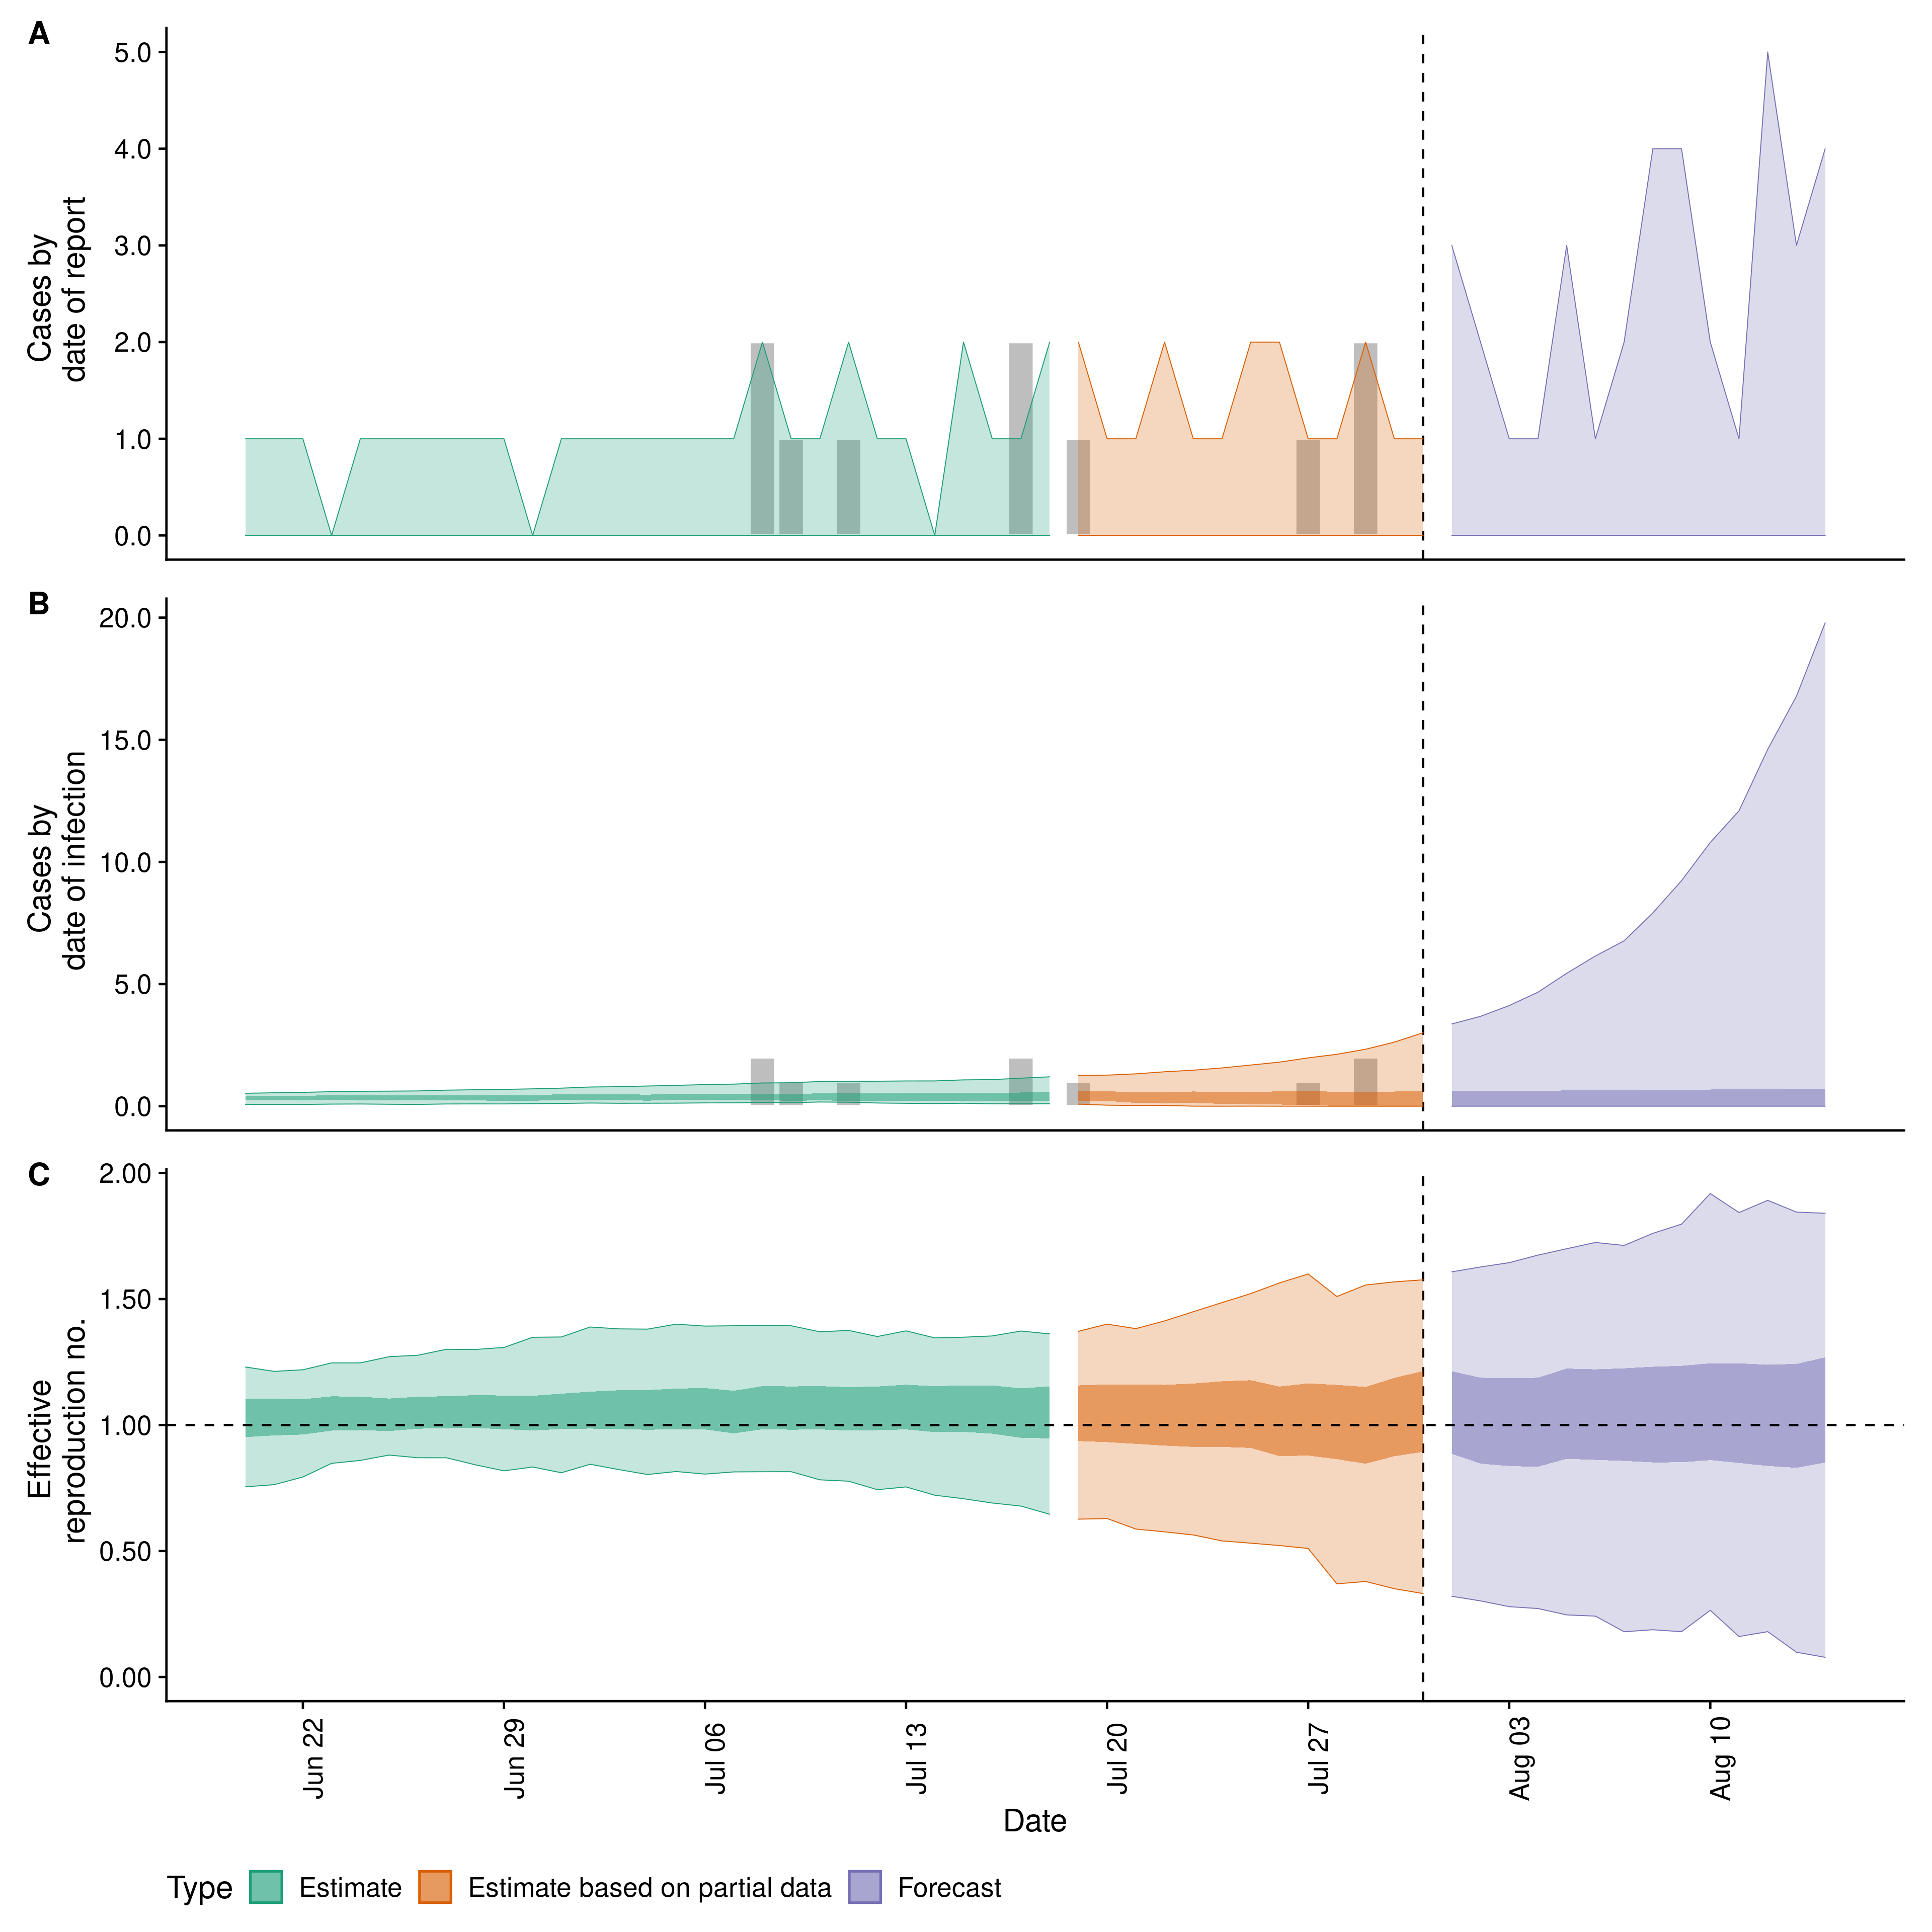 A
5.0
4.0
3.0
2.0
1.0
0.0
Cases by
date of report
B
20.0
15.0
10.0
5.0
0.0
Cases by
date of infection
C
2.00
1.50
1.00
0.50
0.00
Effective
reproduction no.
Jun 22
Jun 29
Jul 06
Jul 13
Jul 20
Jul 27
Aug 03
Aug 10
Date
Type Estimate Estimate based on partial data Forecast